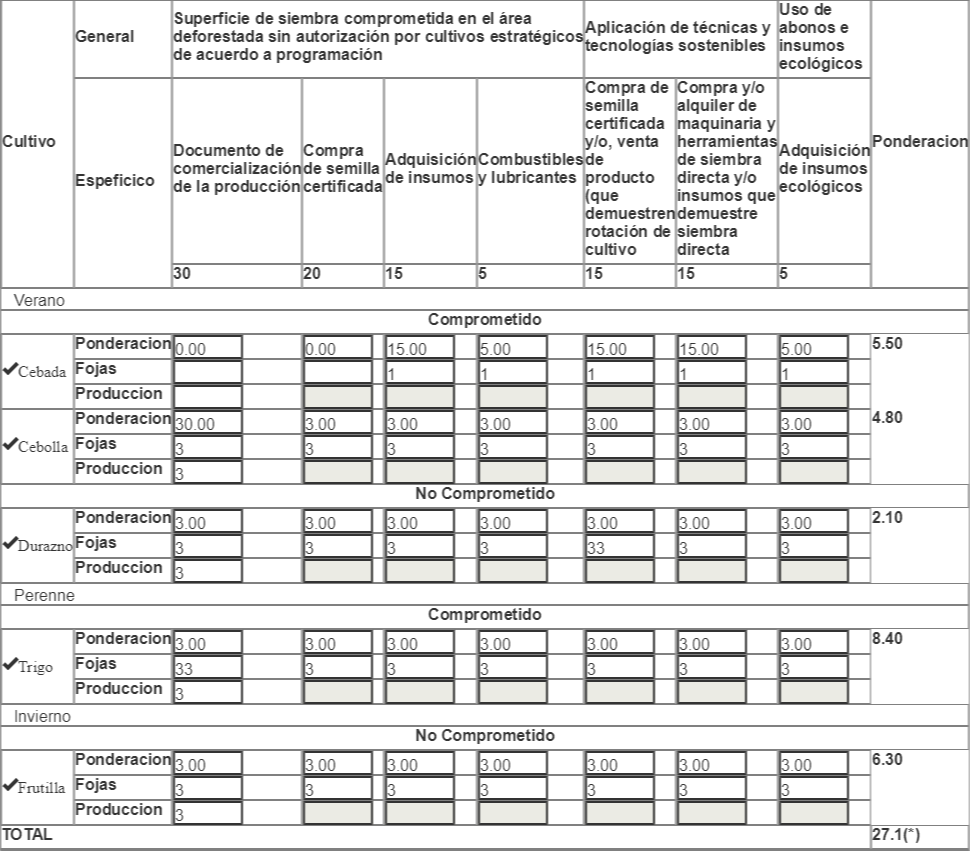 Cultivo
General
Superficie de siembra comprometida en el área
deforestada sin autorización por cultivos estratégicos
de acuerdo a programación
Aplicación de técnicas y
tecnologías sostenibles
Uso de
abonos e
insumos
ecológicos
Ponderacion
Espeficico
Documento de
comercialización
de la producción
Compra
de semilla
certificada
Adquisición
de insumos
Combustibles
y lubricantes
Compra de
semilla
certificada
y/o, venta
de
producto
(que
demuestren
rotación de
cultivo
Compra y/o
alquiler de
maquinaria y
herramientas
de siembra
directa y/o
insumos que
demuestre
siembra
directa
Adquisición
de insumos
ecológicos
30 20 15 5 15 15 5
Verano
Comprometido
Cebada
Ponderacion 0.00 0.00 15.00 5.00 15.00 15.00 5.00 5.50
Fojas 1 1 1 1 1
Produccion
Cebolla
Ponderacion 30.00 3.00 3.00 3.00 3.00 3.00 3.00 4.80
Fojas 3 3 3 3 3 3 3
Produccion 3
No Comprometido
Durazno
Ponderacion 3.00 3.00 3.00 3.00 3.00 3.00 3.00 2.10
Fojas 3 3 3 3 33 3 3
Produccion 3
Perenne
Comprometido
Trigo
Ponderacion 3.00 3.00 3.00 3.00 3.00 3.00 3.00 8.40
Fojas 33 3 3 3 3 3 3
Produccion 3
Invierno
No Comprometido
Frutilla
Ponderacion 3.00 3.00 3.00 3.00 3.00 3.00 3.00 6.30
Fojas 3 3 3 3 3 3 3
Produccion 3
TOTAL 27.1(*)